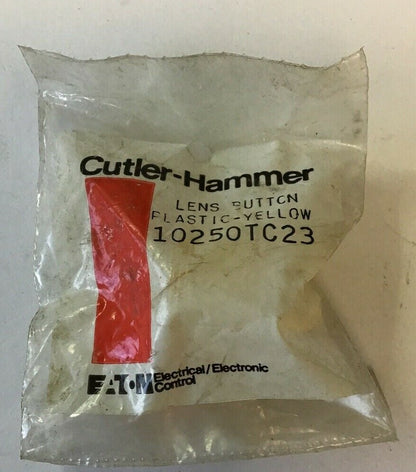 Cutler-Hammer
LENS BUTTON
PLASTIC-YELLOW
10250TC23
EATON Electrical/Electronic
Control